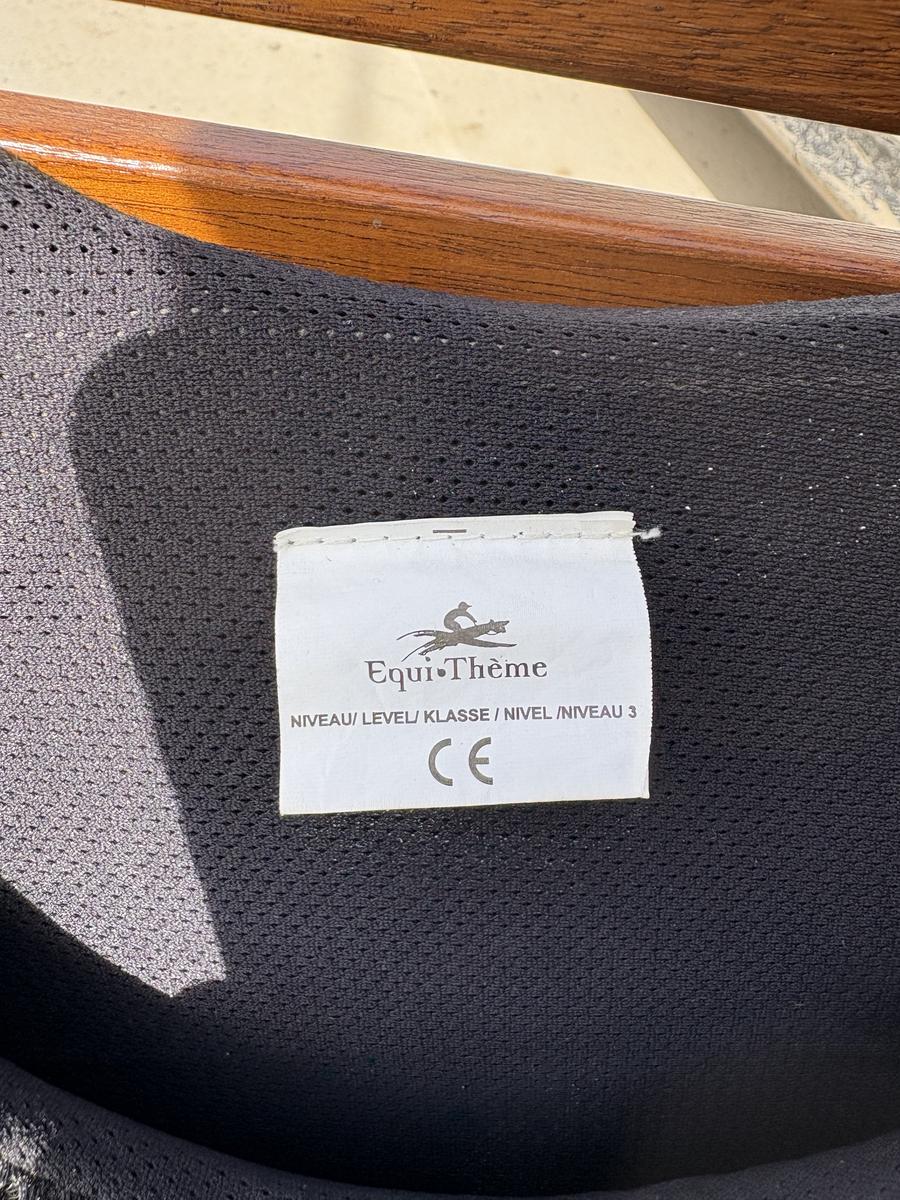 Equi•Thème
NIVEAU/ LEVEL/ KLASSE / NIVEL /NIVEAU 3
CE